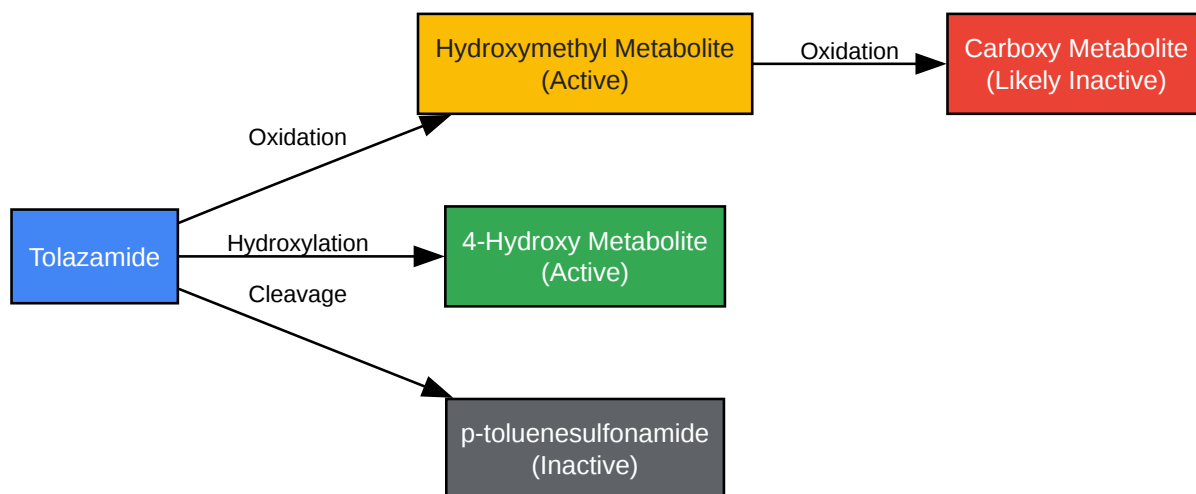 Hydroxymethyl Metabolite
(Active)
Oxidation
Carboxy Metabolite
(Likely Inactive)
Oxidation
Tolazamide
Hydroxylation
4-Hydroxy Metabolite
(Active)
Cleavage
p-toluenesulfonamide
(Inactive)